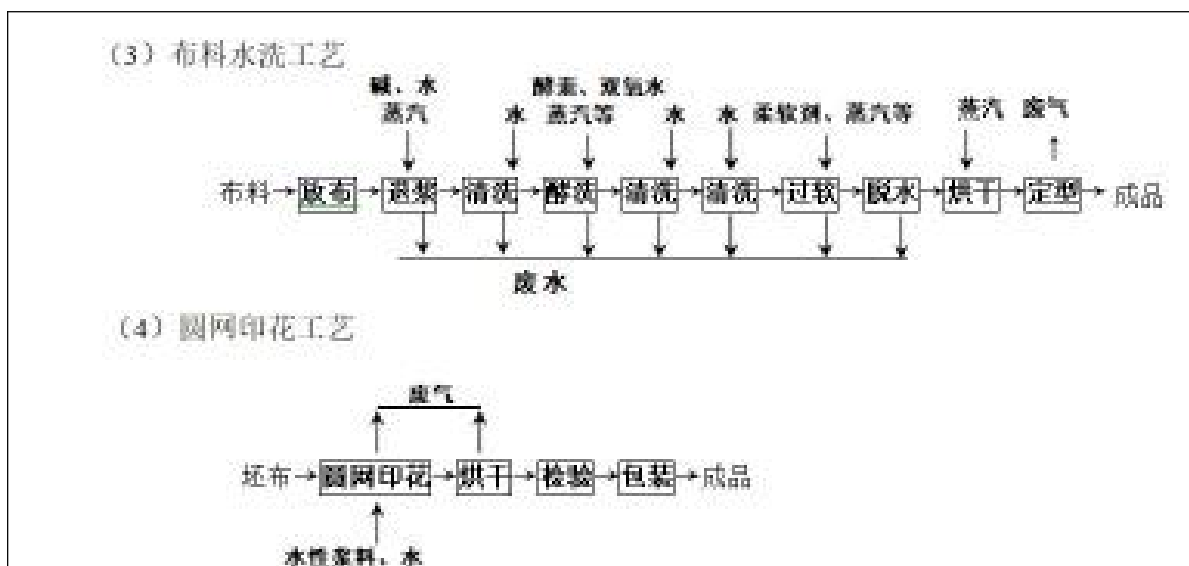 （3）布料水洗工艺
碱、水 酵素、双氧水
蒸汽 水 蒸汽等 水 水 柔软剂、蒸汽等 蒸汽 废气
布料 放布 退浆 清洗 酵洗 清洗 清洗 过软 脱水 烘干 定型 成品
废水
（4）圆网印花工艺
废气
坯布 圆网印花 烘干 检验 包装 成品
水性浆料、水